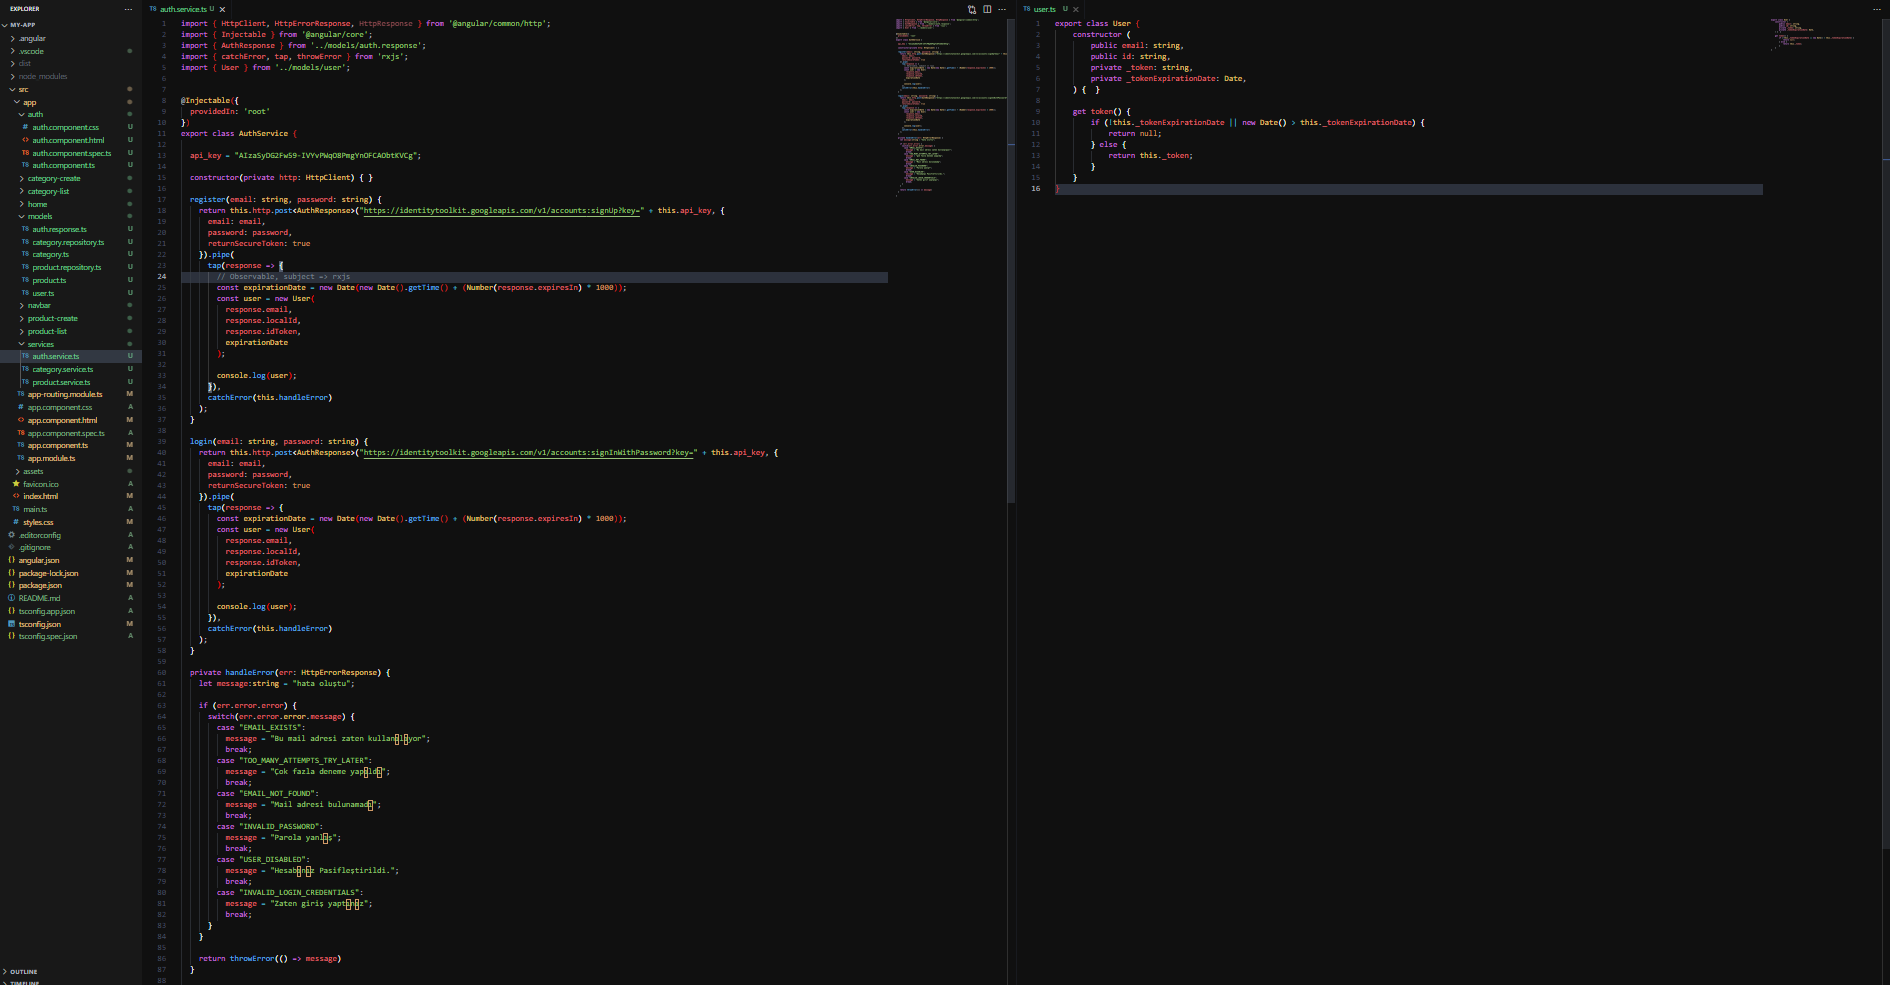 EXPLORER
MY-APP
.angular
.vscode
dist
node_modules
src
app
auth
auth.component.css U
auth.component.html U
auth.component.spec.ts U
auth.component.ts U
category-create
category-list
home
models
auth.response.ts U
category.repository.ts U
category.ts U
product.repository.ts U
product.ts U
user.ts U
navbar
product-create
product-list
services
auth.service.ts U
category.service.ts U
product.service.ts U
app-routing.module.ts M
app.component.css A
app.component.html M
app.component.spec.ts A
app.component.ts M
app.module.ts M
assets
favicon.ico A
index.html M
main.ts A
styles.css M
.editorconfig A
.gitignore A
angular.json M
package-lock.json M
package.json M
README.md A
tsconfig.app.json A
tsconfig.json M
tsconfig.spec.json A
OUTLINE
TIMELINE
auth.service.ts U
1 import { HttpClient, HttpErrorResponse, HttpResponse } from '@angular/common/http';
2 import { Injectable } from '@angular/core';
3 import { AuthResponse } from '../models/auth.response';
4 import { catchError, tap, throwError } from 'rxjs';
5 import { User } from '../models/user';
6
7
8 @Injectable({
9 providedIn: 'root'
10 })
11 export class AuthService {
12
13 
14
15 constructor(private http: HttpClient) { }
16
17 register(email: string, password: string) {
18 return this.http.post<AuthResponse>("https://identitytoolkit.googleapis.com/v1/accounts:signUp?key=" + this.api_key, {
19 email: email,
20 password: password,
21 returnSecureToken: true
22 }).pipe(
23 tap(response => {
24 // Observable, subject => rxjs
25 const expirationDate = new Date(new Date().getTime() + (Number(response.expiresIn) * 1000));
26 const user = new User(
27 response.email,
28 response.localId,
29 response.idToken,
30 expirationDate
31 );
32
33 console.log(user);
34 }),
35 catchError(this.handleError)
36 );
37 }
38
39 login(email: string, password: string) {
40 return this.http.post<AuthResponse>("https://identitytoolkit.googleapis.com/v1/accounts:signInWithPassword?key=" + this.api_key, {
41 email: email,
42 password: password,
43 returnSecureToken: true
44 }).pipe(
45 tap(response => {
46 const expirationDate = new Date(new Date().getTime() + (Number(response.expiresIn) * 1000));
47 const user = new User(
48 response.email,
49 response.localId,
50 response.idToken,
51 expirationDate
52 );
53
54 console.log(user);
55 }),
56 catchError(this.handleError)
57 );
58 }
59
60 private handleError(err: HttpErrorResponse) {
61 let message:string = "hata oluştu";
62
63 if (err.error.error) {
64 switch(err.error.error.message) {
65 case "EMAIL_EXISTS":
66 message = "Bu mail adresi zaten kullanılıyor";
67 break;
68 case "TOO_MANY_ATTEMPTS_TRY_LATER":
69 message = "Çok fazla deneme yapıldı";
70 break;
71 case "EMAIL_NOT_FOUND":
72 message = "Mail adresi bulunamadı";
73 break;
74 case "INVALID_PASSWORD":
75 message = "Parola yanlış";
76 break;
77 case "USER_DISABLED":
78 message = "Hesabınız Pasifleştirildi.";
79 break;
80 case "INVALID_LOGIN_CREDENTIALS":
81 message = "Zaten giriş yaptınız";
82 break;
83 }
84 }
85
86 return throwError(() => message)
87 }
88
user.ts U
1 export class User {
2 constructor (
3 public email: string,
4 public id: string,
5 private _token: string,
6 private _tokenExpirationDate: Date,
7 ) { }
8
9 get token() {
10 if (!this._tokenExpirationDate || new Date() > this._tokenExpirationDate) {
11 return null;
12 } else {
13 return this._token;
14 }
15 }
16 }